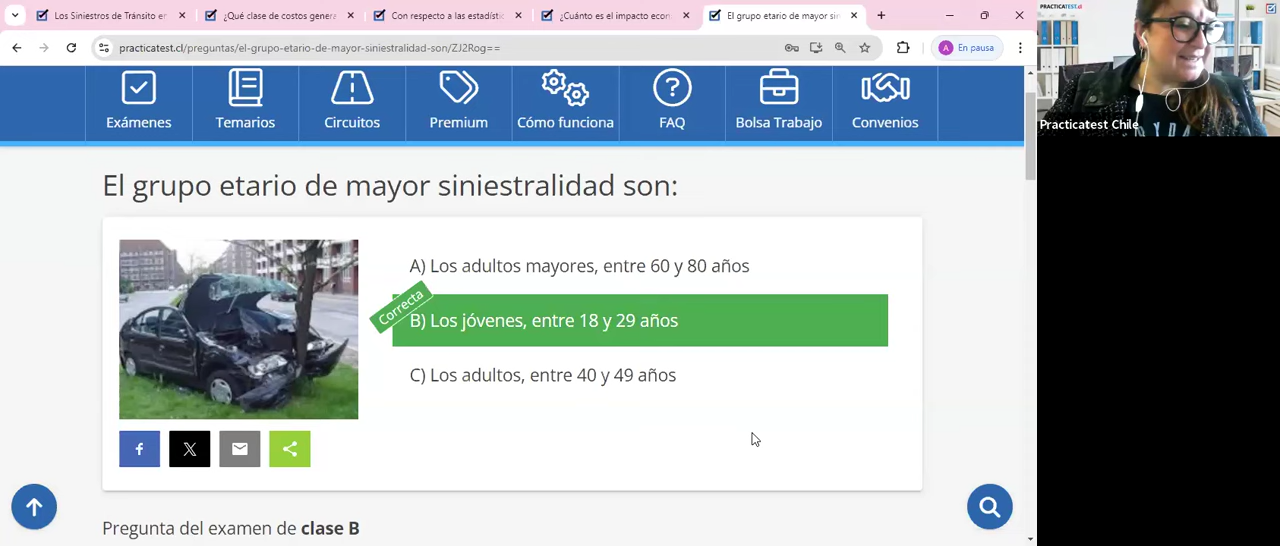 Los Siniestros de Tránsito er
¿Qué clase de costos genera
Con respecto a las estadístic
¿Cuánto es el impacto econ
El grupo etario de mayor sin
practicatest.cl/preguntas/el-grupo-etario-de-mayor-siniestralidad-son/ZJ2Rog==
A
En pausa
PRACTICATEST.cl
Exámenes
Temarios
Circuitos
Premium
Cómo funciona
FAQ
Bolsa Trabajo
Convenios
Practicatest Chile
El grupo etario de mayor siniestralidad son:
A) Los adultos mayores, entre 60 y 80 años
Correcta
B) Los jóvenes, entre 18 y 29 años
C) Los adultos, entre 40 y 49 años
Pregunta del examen de clase B